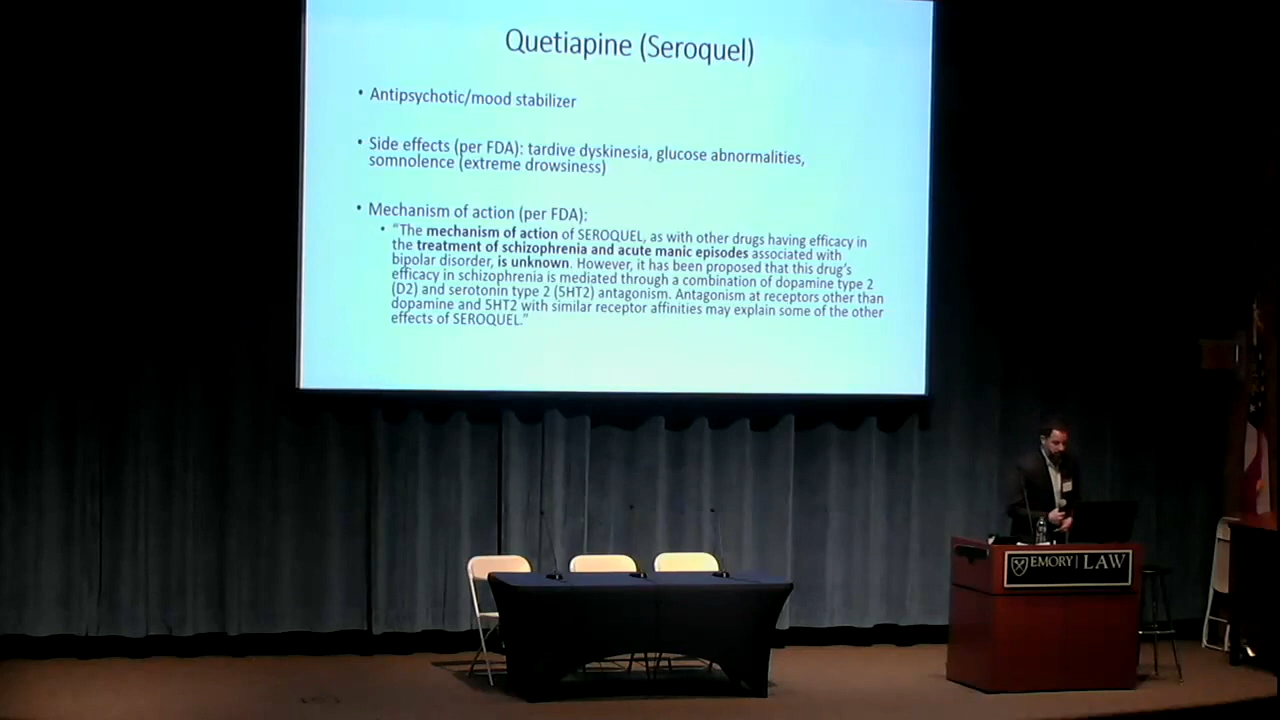 Quetiapine (Seroquel)
• Antipsychotic/mood stabilizer
• Side effects (per FDA): tardive dyskinesia, glucose abnormalities,
somnolence (extreme drowsiness)
• Mechanism of action (per FDA):
• "The mechanism of action of SEROQUEL, as with other drugs having efficacy in
the treatment of schizophrenia and acute manic episodes associated with
bipolar disorder, is unknown. However, it has been proposed that this drug's
efficacy in schizophrenia is mediated through a combination of dopamine type 2
(D2) and serotonin type 2 (5HT2) antagonism. Antagonism at receptors other than
dopamine and 5HT2 with similar receptor affinities may explain some of the other
effects of SEROQUEL."
EMORY | LAW